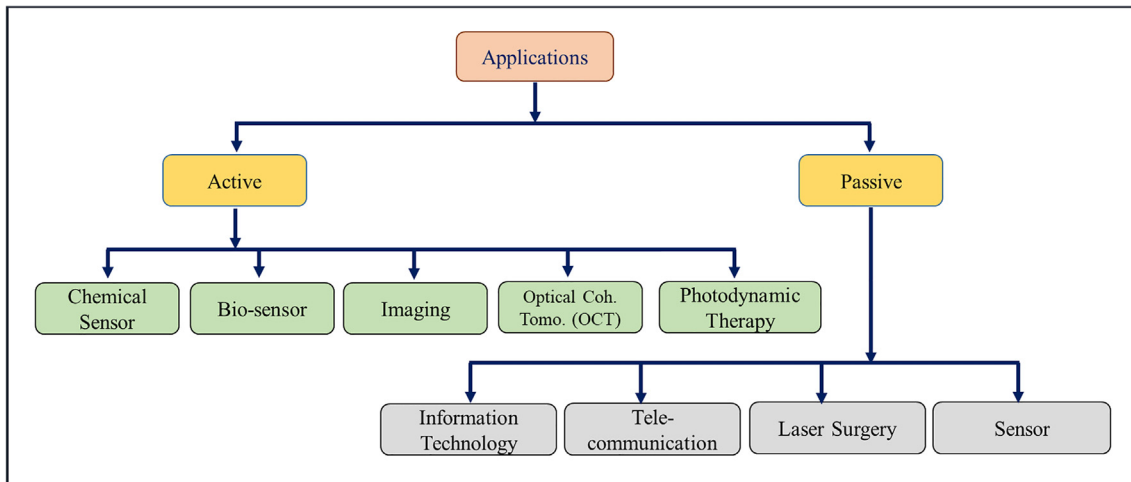 Applications
Active
Passive
Chemical
Sensor
Bio-sensor
Imaging
Optical Coh.
Tomo. (OCT)
Photodynamic
Therapy
Information
Technology
Tele-
communication
Laser Surgery
Sensor